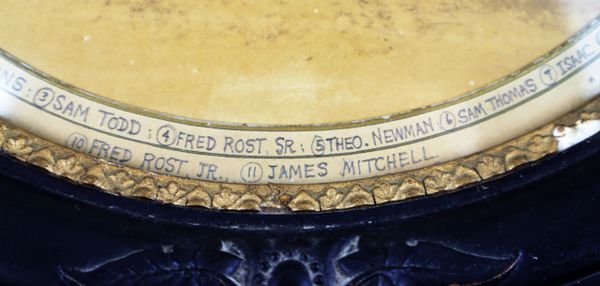 NS; ③ SAM TODD; ④ FRED ROST, SR; ⑤ THEO. NEWMAN; ⑥ SAM THOMAS ⑦ ISAAC
⑩ FRED ROST, JR., ⑪ JAMES MITCHELL